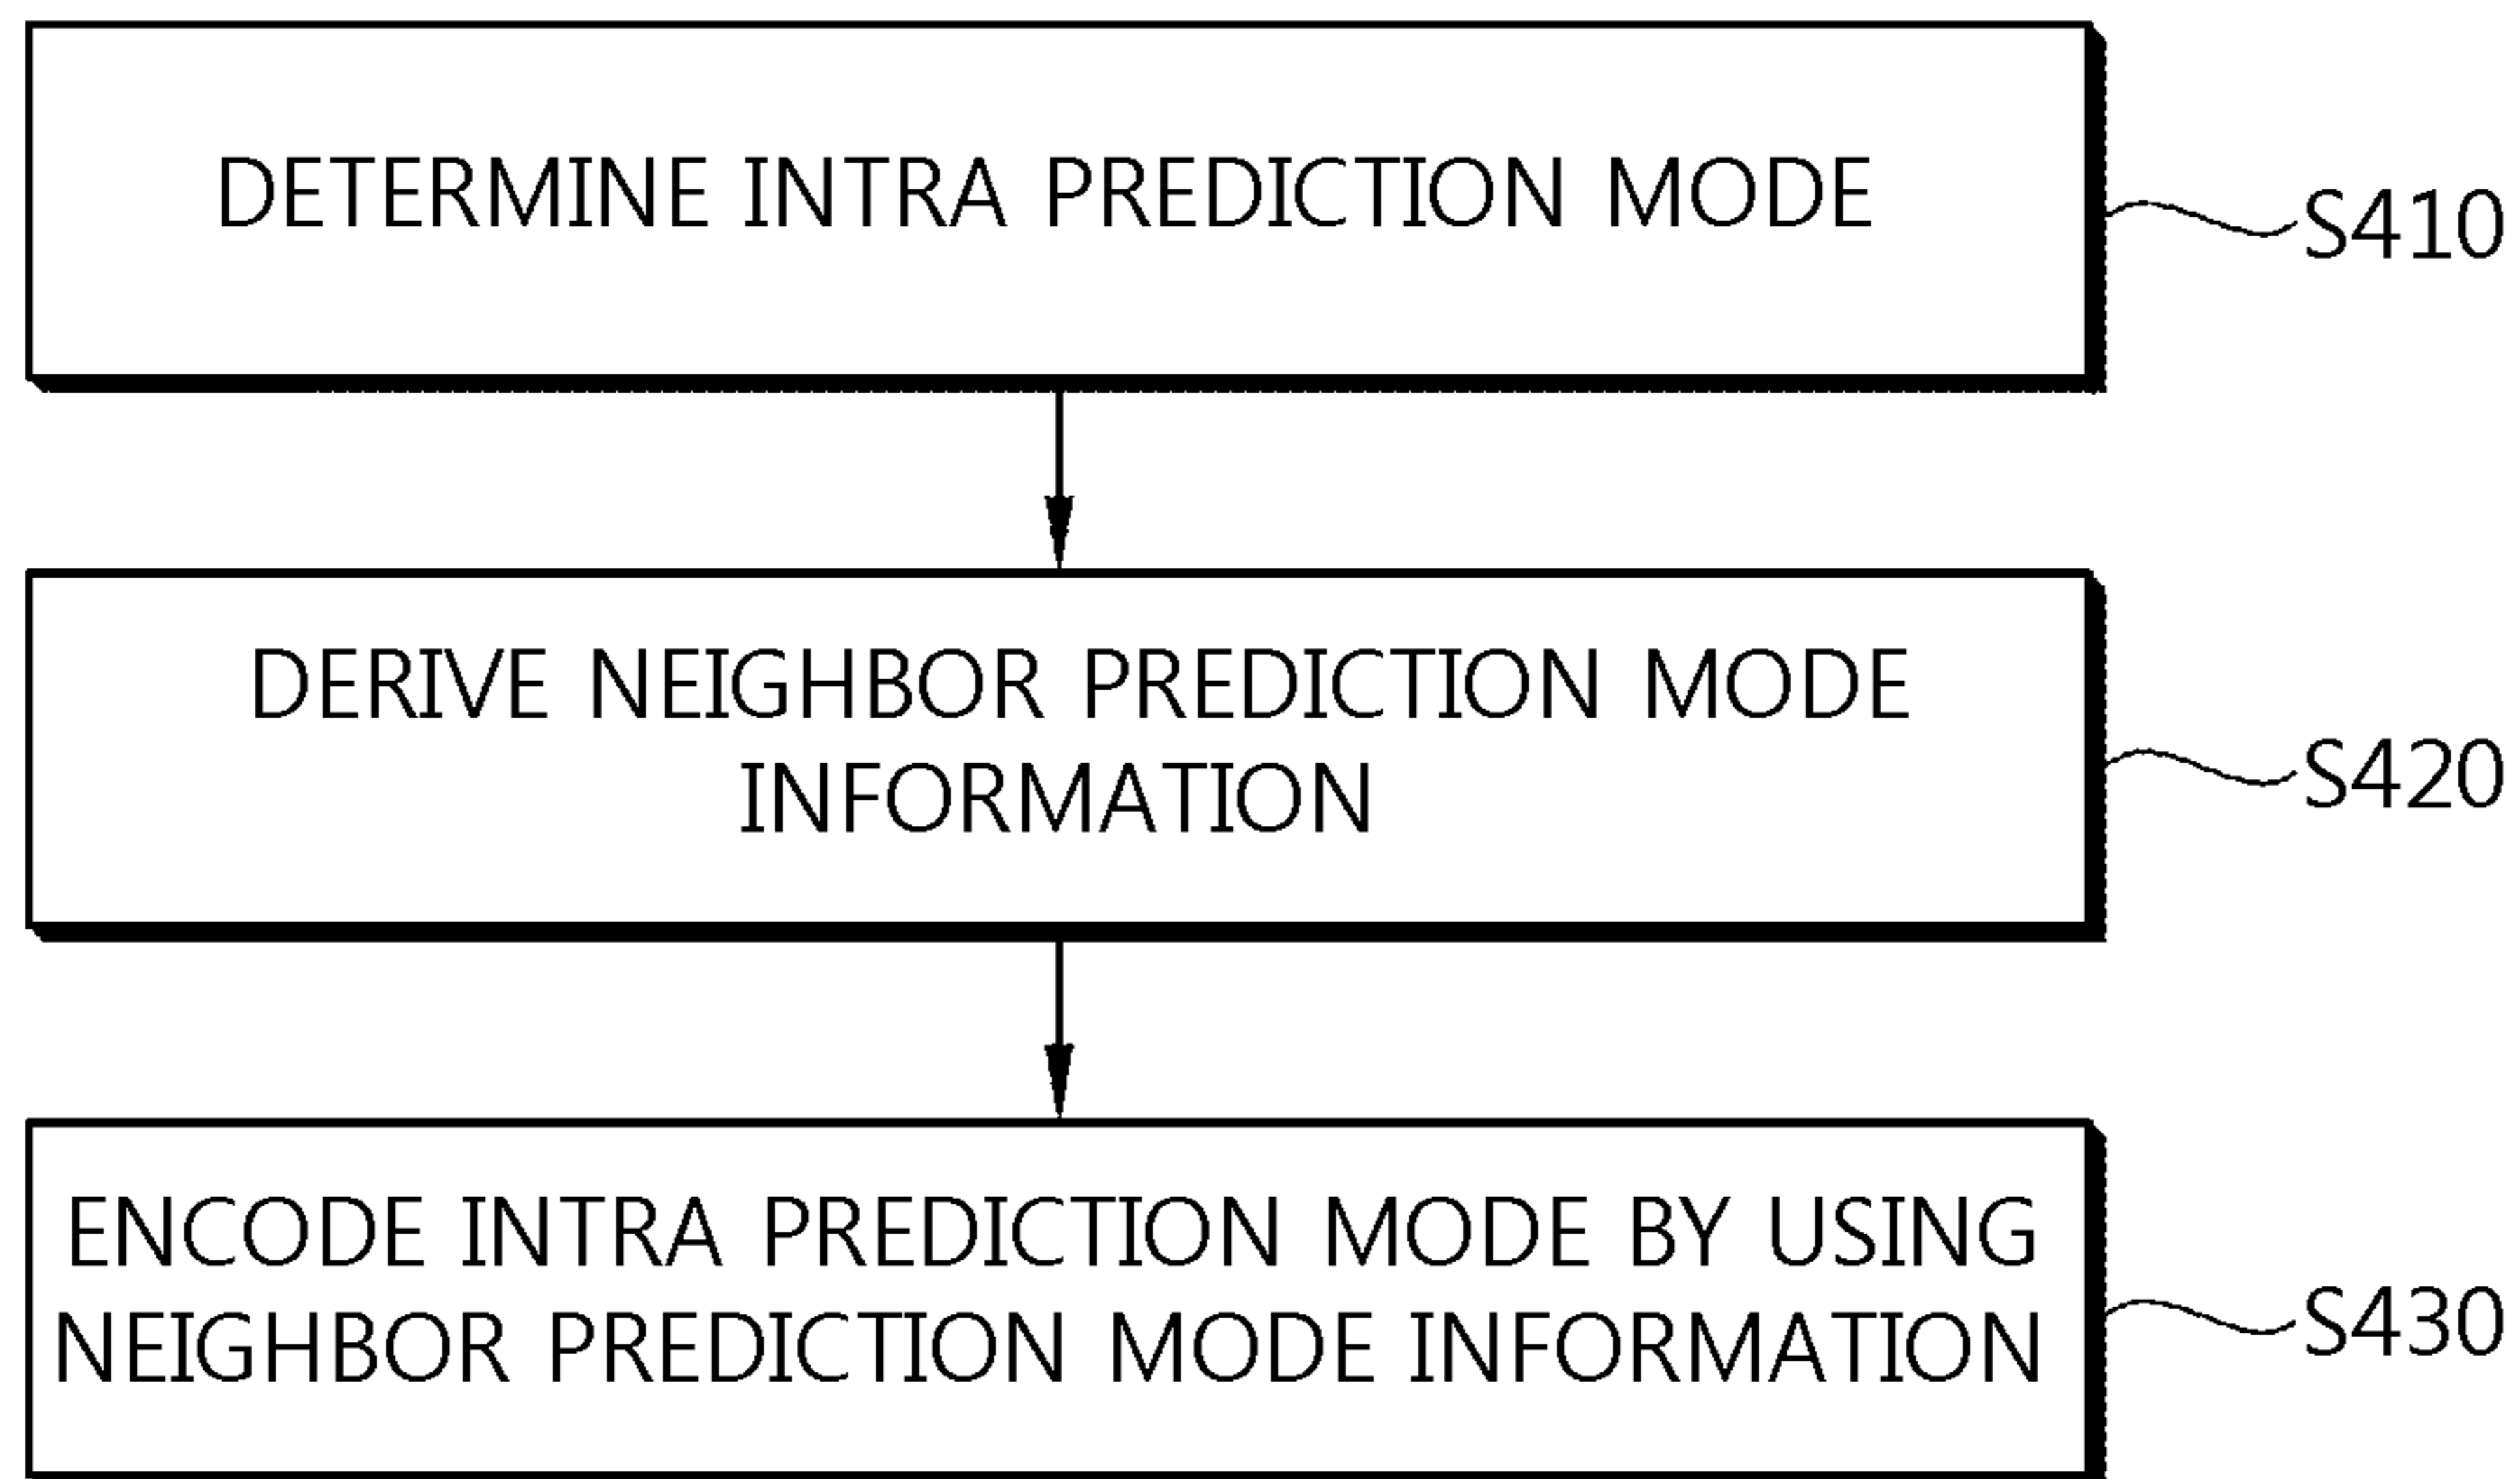 DETERMINE INTRA PREDICTION MODE
S410
DERIVE NEIGHBOR PREDICTION MODE
INFORMATION
S420
ENCODE INTRA PREDICTION MODE BY USING
NEIGHBOR PREDICTION MODE INFORMATION
S430